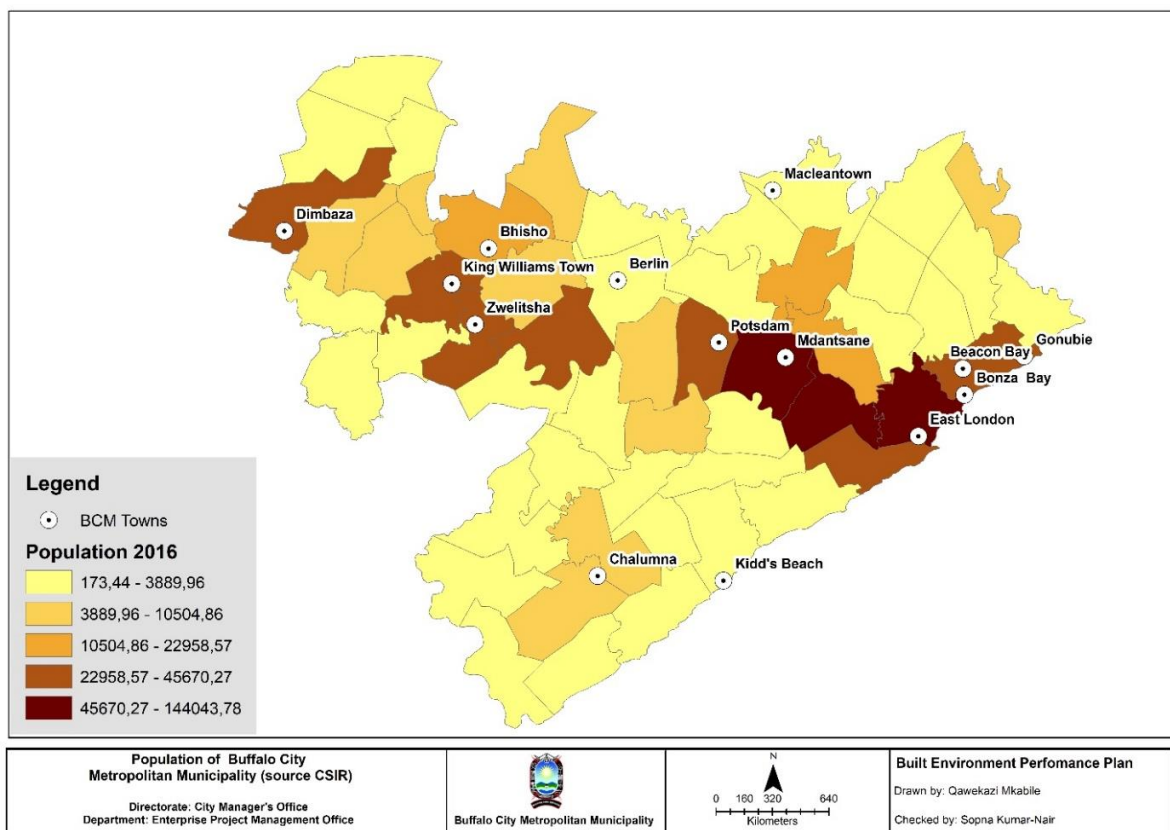 Macleantown
Dimbaza
Bhisho
King Williams Town
Berlin
Zwelitsha
Potsdam
Mdantsane
Gonubie
Beacon Bay
Bonza Bay
East London
Chalumna
Kidd's Beach
Legend
BCM Towns
Population 2016
173,44 - 3889,96
3889,96 - 10504,86
10504,86 - 22958,57
22958,57 - 45670,27
45670,27 - 144043,78
Population of Buffalo City
Metropolitan Municipality (source CSIR)
Directorate: City Manager's Office
Department: Enterprise Project Management Office
Buffalo City Metropolitan Municipality
N
0 160 320 640
Kilometers
Built Environment Perfomance Plan
Drawn by: Qawekazi Mkabile
Checked by: Sopna Kumar-Nair